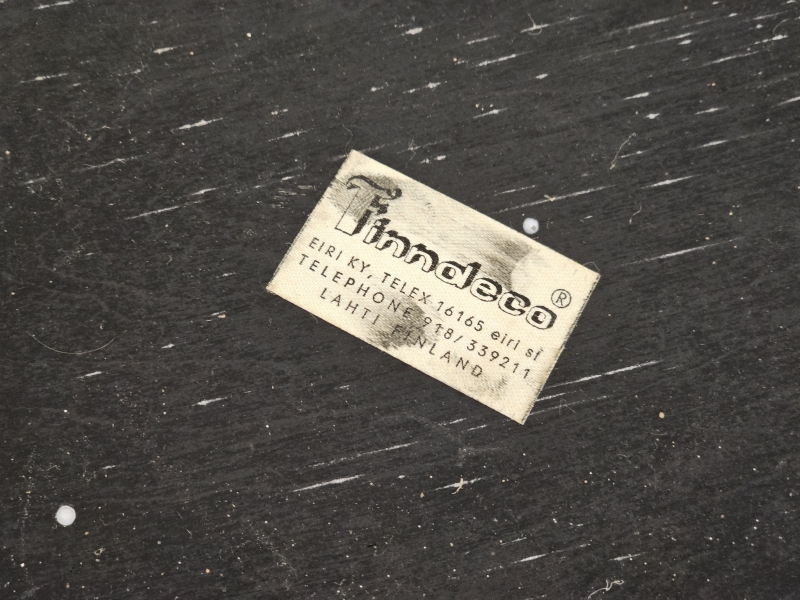 Finndeco ®
EIRI KY, TELEX 16165 eiri sf
TELEPHONE 918/339211
LAHTI FINLAND